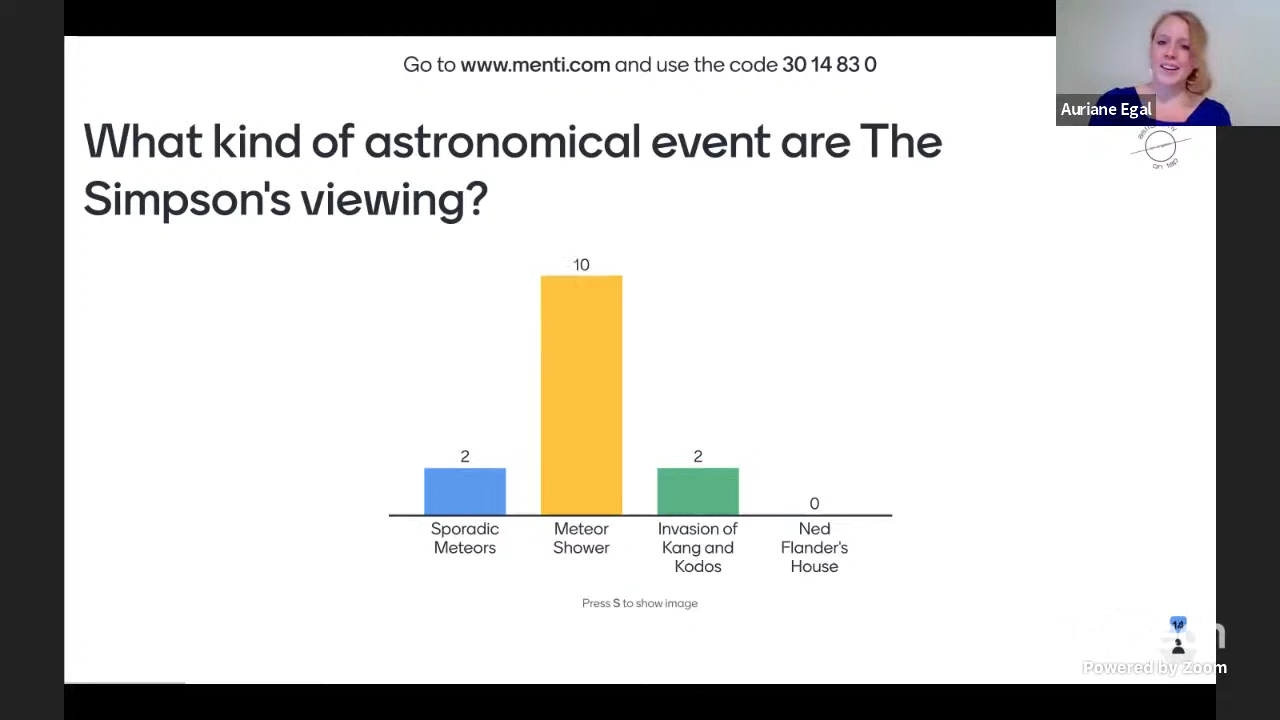 Go to www.menti.com and use the code 30 14 83 0
Auriane Egal
on tap
What kind of astronomical event are The
Simpson's viewing?
10
2
2
0
Sporadic
Meteors
Meteor
Shower
Invasion of
Kang and
Kodos
Ned
Flander's
House
Press S to show image
Powered by Zoom